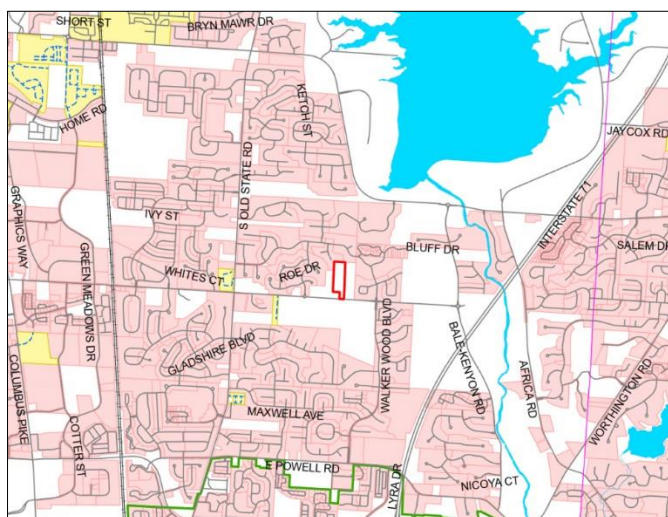 SHORT ST
BRYN MAWR DR
HOME RD
KETCH ST
S OLD STATE RD
JAYCOX RD
GRAPHICS WAY
IVY ST
INTERSTATE 71
GREEN MEADOWS DR
BLUFF DR
SALEM DR
WHITES CT
ROE DR
GLADSHIRE BLVD
WALKER WOOD BLVD
BALE-KENYON RD
AFRICA RD
COLUMBUS PIKE
COTTER ST
MAXWELL AVE
WORTHINGTON RD
E POWELL RD
LYRA DR
NICOYA CT